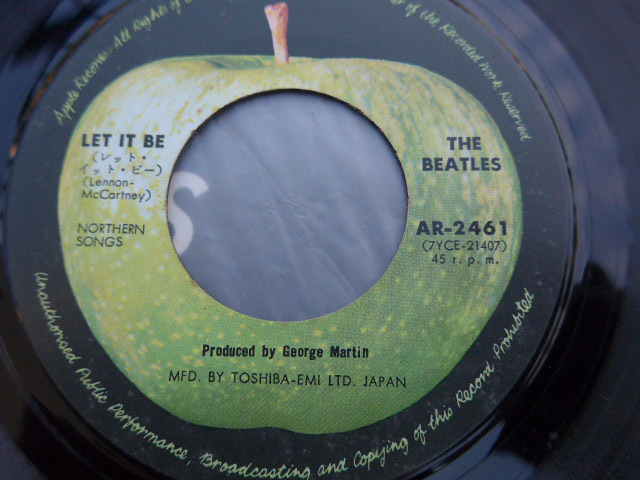 Apple Records-All Rights
of the Recorded Work Reserved.
LET IT BE
(レット・
イット・ビー)
(Lennon-
McCartney)
NORTHERN
SONGS
THE
BEATLES
AR-2461
(7YCE-21407)
45 r.p.m.
S
Produced by George Martin
MFD. BY TOSHIBA-EMI LTD. JAPAN
Unauthorised Public Performance, Broadcasting and Copying of this Record Prohibited